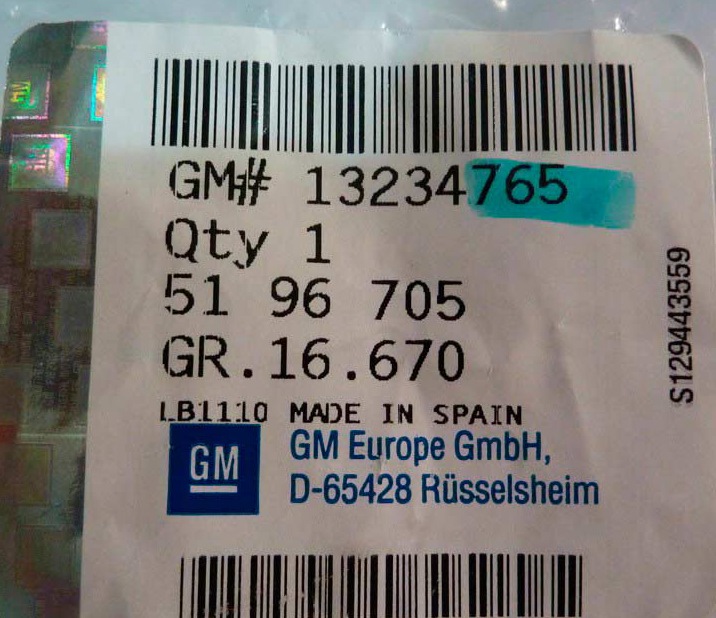 GM# 13234765
Qty 1
51 96 705
GR.16.670
LB1110 MADE IN SPAIN
GM
GM Europe GmbH,
D-65428 Rüsselsheim
S129443559